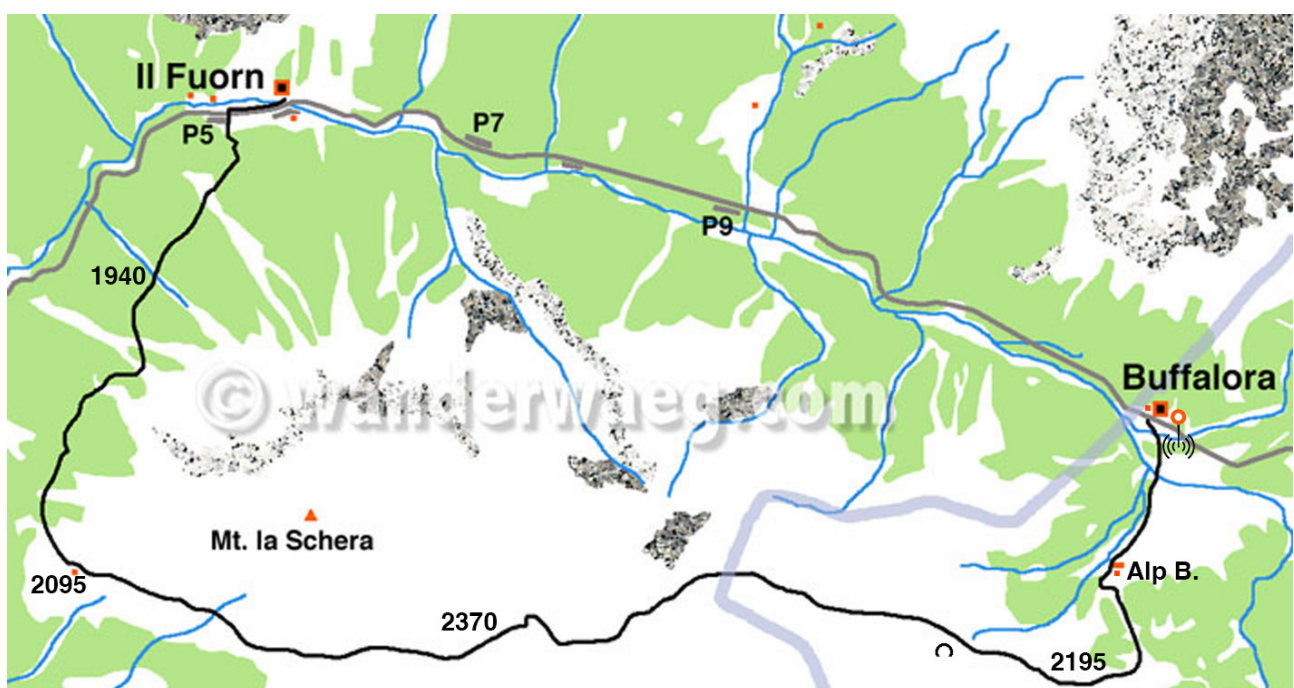 Il Fuorn
P5
P7
P9
1940
© wanderwaeg.com
Buffalora
Mt. la Schera
2095
2370
Alp B.
2195